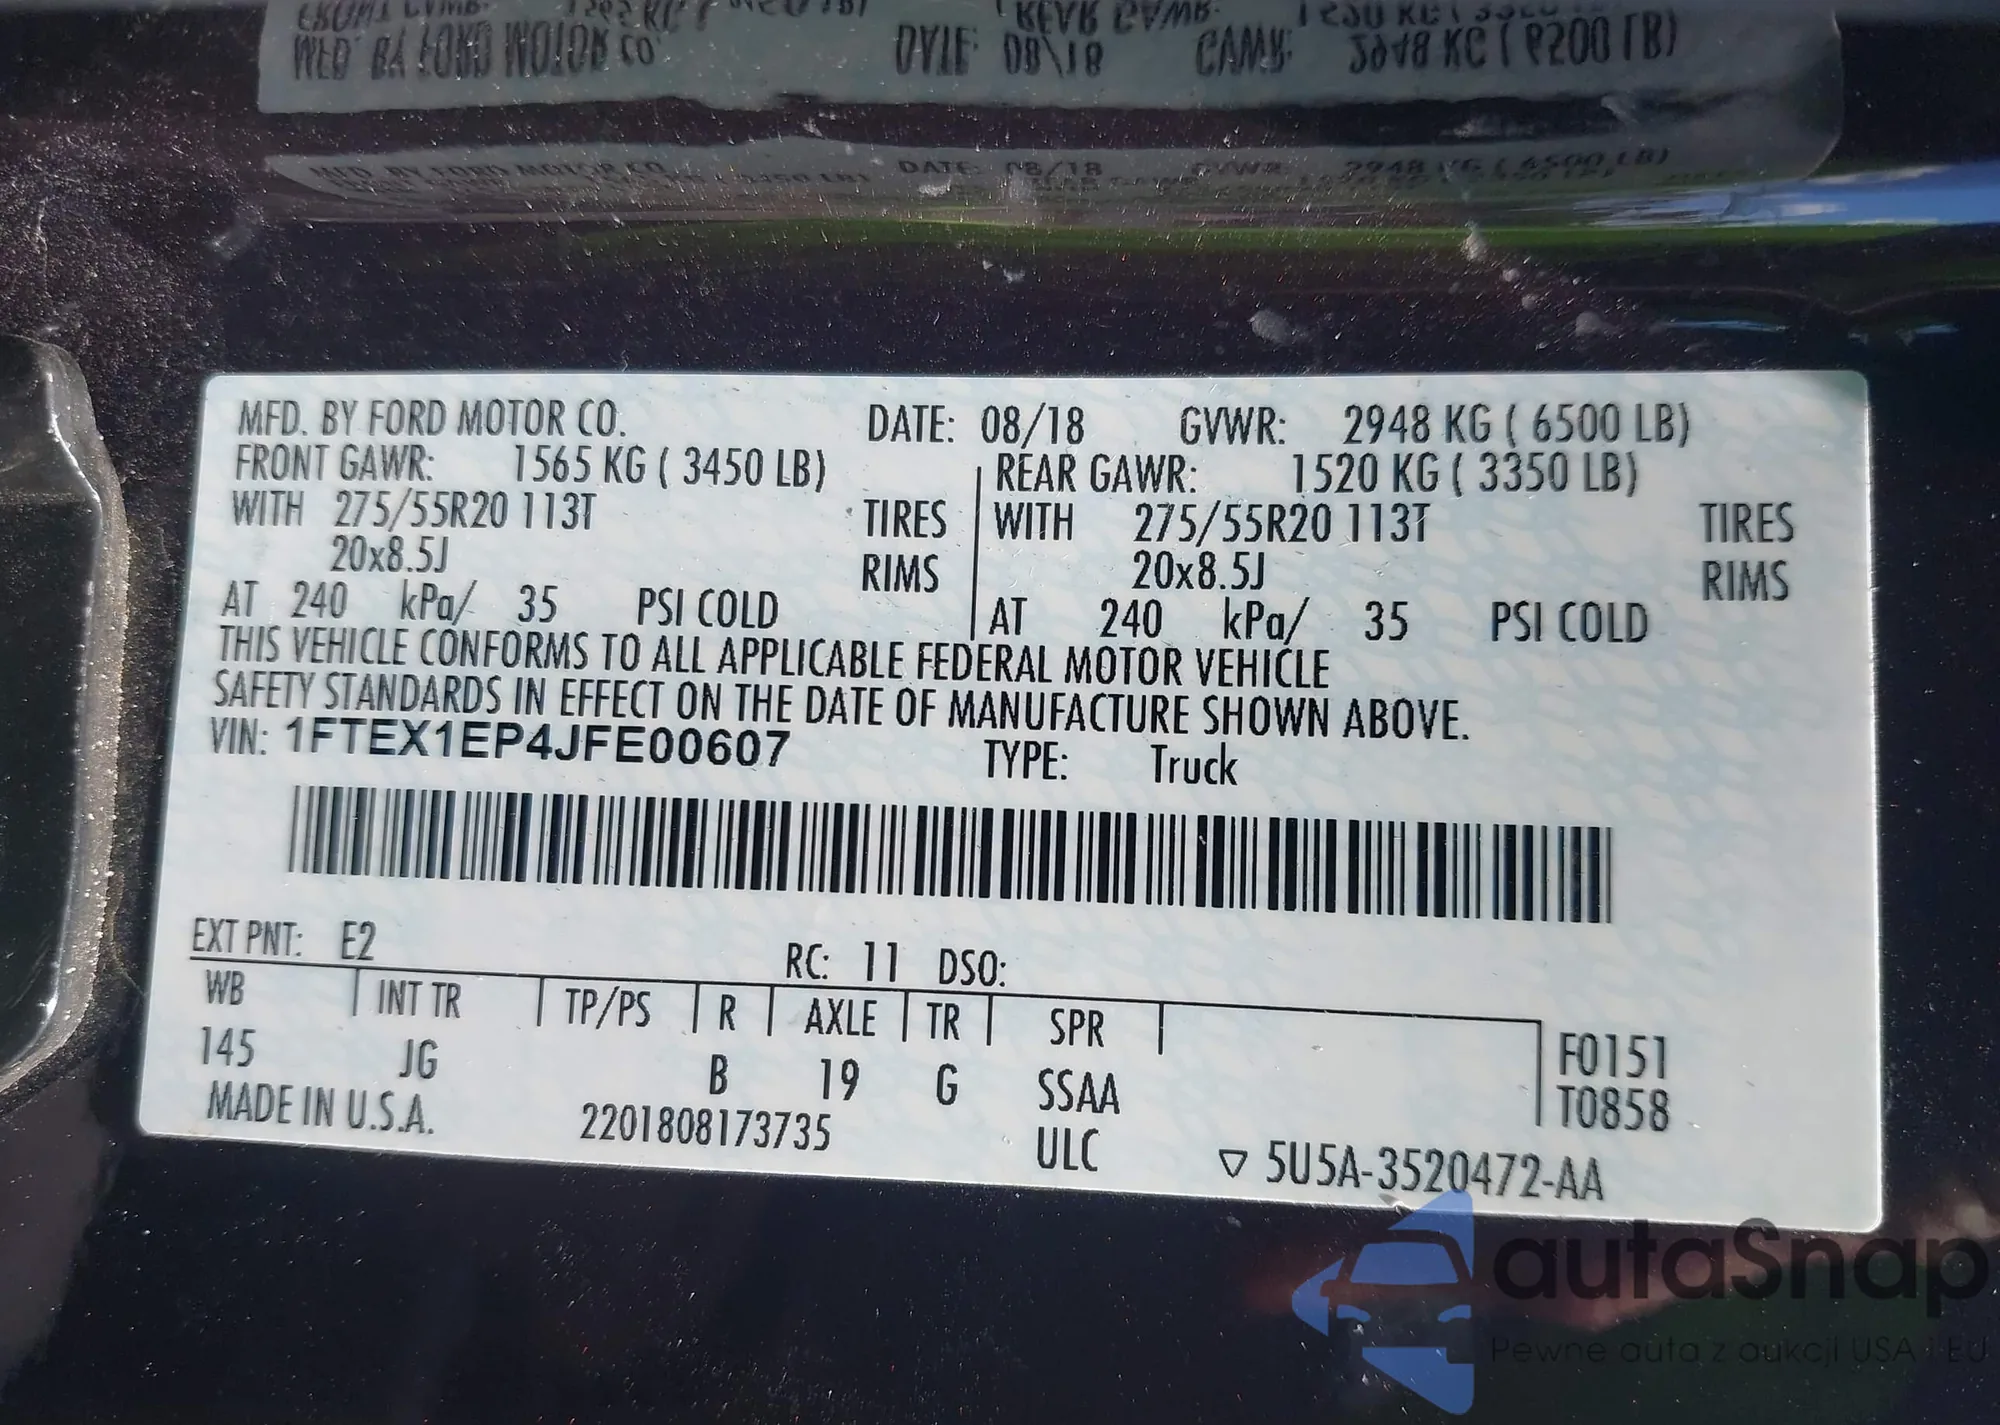 MFD. BY FORD MOTOR CO. DATE: 08/18 GVWR: 2948 KG ( 6500 LB)
FRONT GAWR: 1565 KG ( 3450 LB) REAR GAWR: 1520 KG ( 3350 LB)
WITH 275/55R20 113T TIRES WITH 275/55R20 113T TIRES
20x8.5J RIMS 20x8.5J RIMS
AT 240 kPa/ 35 PSI COLD AT 240 kPa/ 35 PSI COLD
THIS VEHICLE CONFORMS TO ALL APPLICABLE FEDERAL MOTOR VEHICLE
SAFETY STANDARDS IN EFFECT ON THE DATE OF MANUFACTURE SHOWN ABOVE.
VIN: 1FTEX1EP4JFE00607 TYPE: Truck
EXT PNT: E2 RC: 11 DSO:
WB INT TR TP/PS R AXLE TR SPR
145 JG B 19 G SSAA
F0151
T0858
MADE IN U.S.A. 2201808173735 ULC ▽ 5U5A-3520472-AA
autaSnap
Pewne auta z aukcji USA i EU